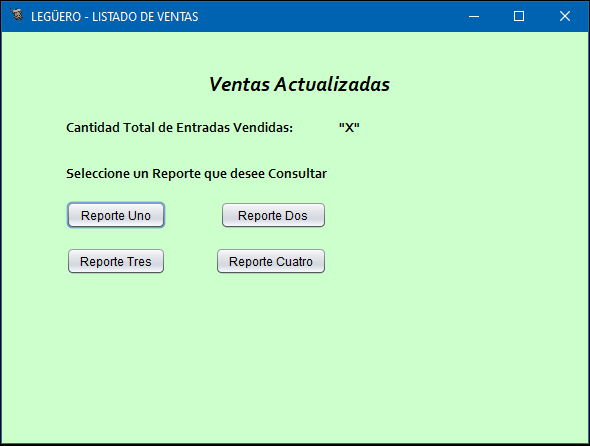 LEGÜERO - LISTADO DE VENTAS
Ventas Actualizadas
Cantidad Total de Entradas Vendidas: "X"
Seleccione un Reporte que desee Consultar
Reporte Uno Reporte Dos
Reporte Tres Reporte Cuatro